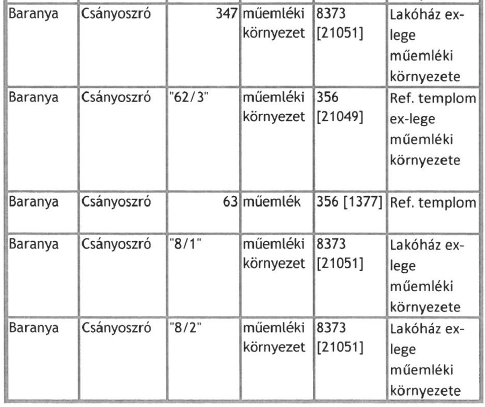 Baranya Csányoszró 347 műemléki 8373 Lakóház ex-
környezet [21051] lege
műemléki
környezete
Baranya Csányoszró "62/3" műemléki 356 Ref. templom
környezet [21049] ex-lege
műemléki
környezete
Baranya Csányoszró 63 műemlék 356 [1377] Ref. templom
Baranya Csányoszró "8/1" műemléki 8373 Lakóház ex-
környezet [21051] lege
műemléki
környezete
Baranya Csányoszró "8/2" műemléki 8373 Lakóház ex-
környezet [21051] lege
műemléki
környezete